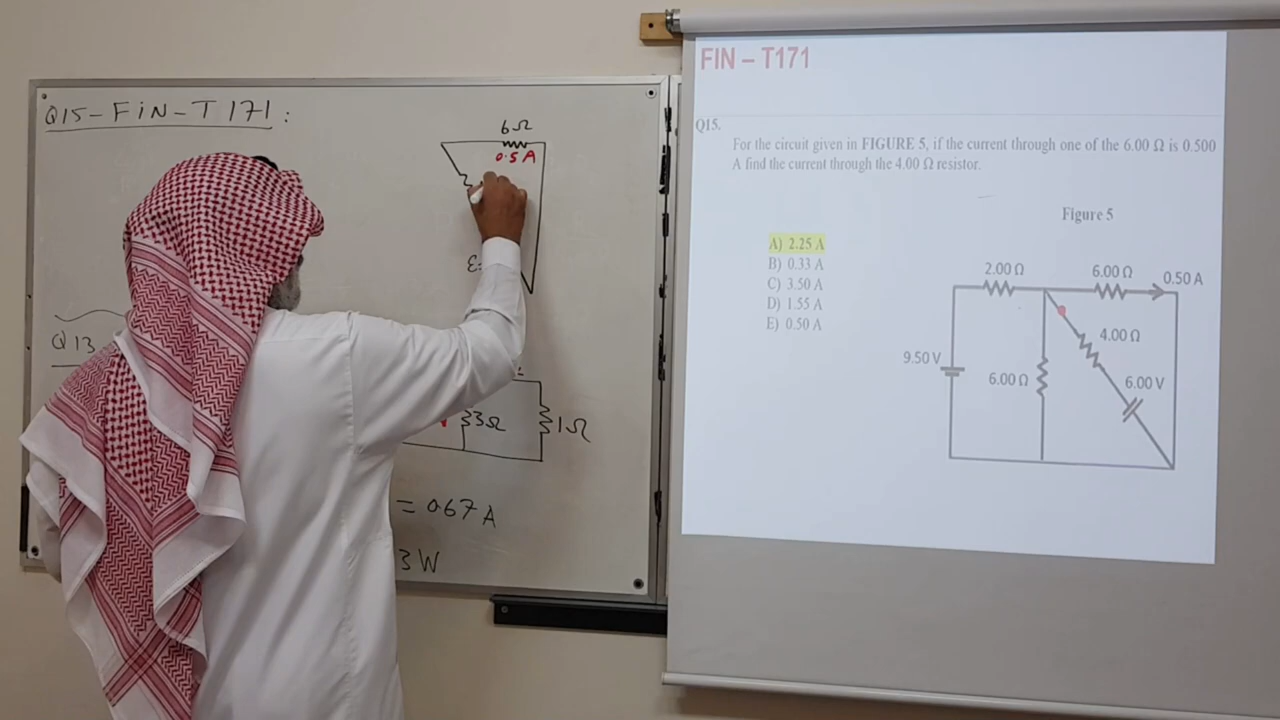 Q15-FIN-T171:
6Ω
0.5 A
ε=
Q13
3Ω
1Ω
= 0.67 A
3 W
FIN – T171
Q15.
For the circuit given in FIGURE 5, if the current through one of the 6.00 Ω is 0.500
A find the current through the 4.00 Ω resistor.
Figure 5
A) 2.25 A
B) 0.33 A
C) 3.50 A
D) 1.55 A
E) 0.50 A
2.00 Ω
6.00 Ω
0.50 A
4.00 Ω
9.50 V
6.00 Ω
6.00 V